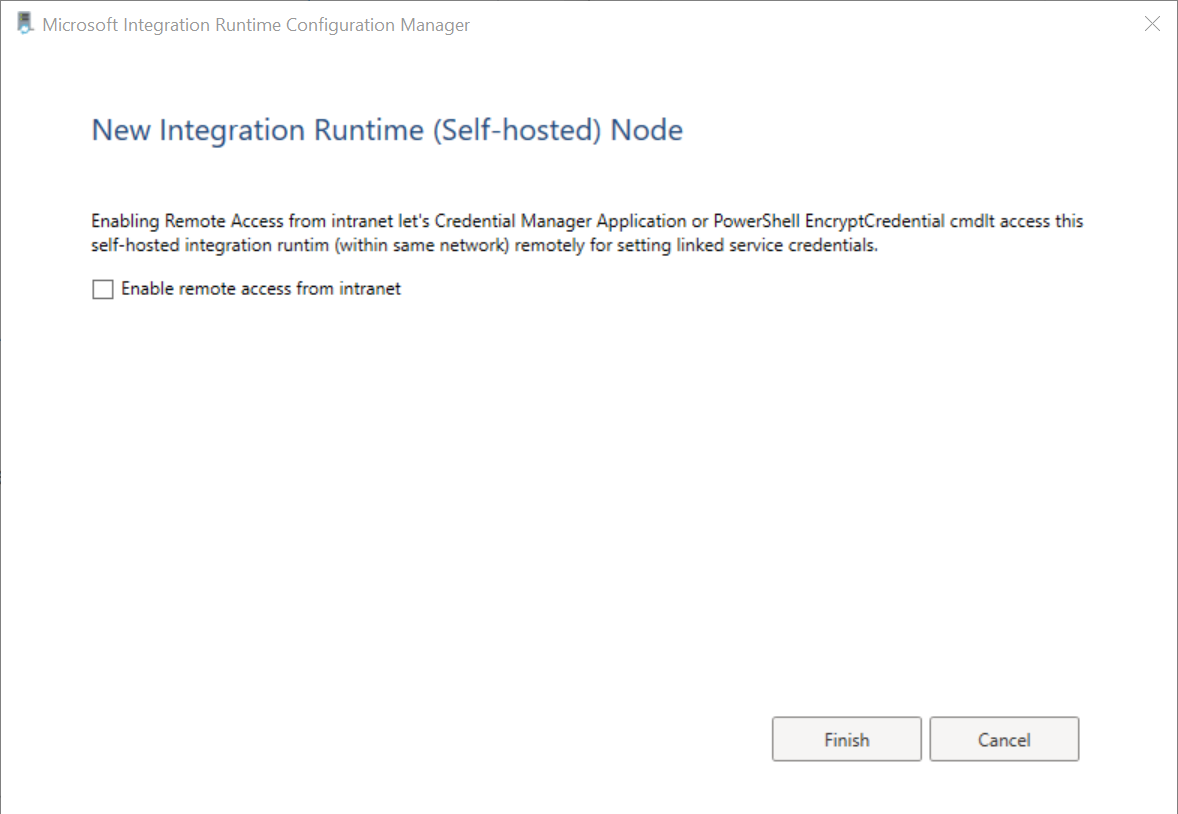 Microsoft Integration Runtime Configuration Manager
New Integration Runtime (Self-hosted) Node
Enabling Remote Access from intranet let's Credential Manager Application or PowerShell EncryptCredential cmdlt access this
self-hosted integration runtim (within same network) remotely for setting linked service credentials.
Enable remote access from intranet
Finish
Cancel